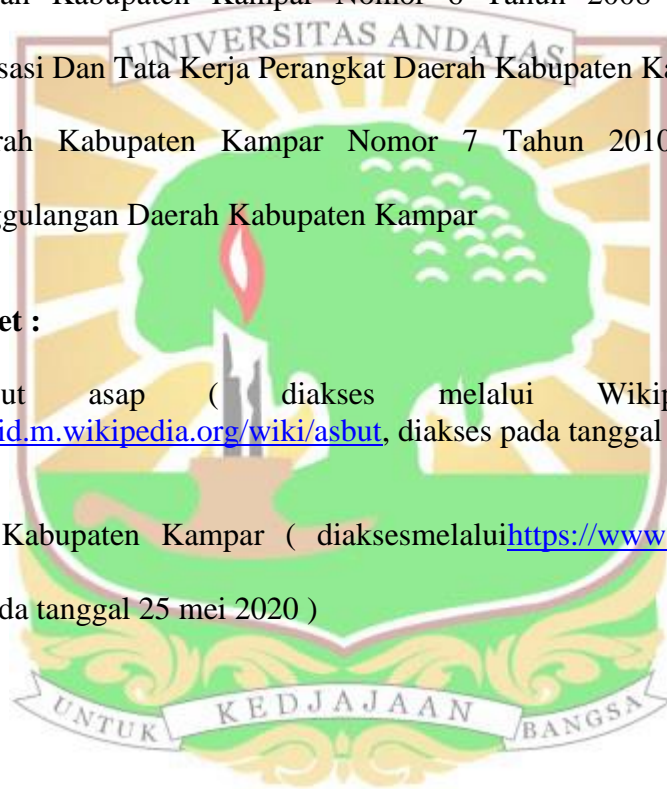 Kabupaten Kampar Nomor 6 Tahun 2008
UNIVERSITAS ANDALAS
sasi Dan Tata Kerja Perangkat Daerah Kabupaten Ka
rah Kabupaten Kampar Nomor 7 Tahun 2010
ggulangan Daerah Kabupaten Kampar
et :
ut asap ( diakses melalui Wikip
id.m.wikipedia.org/wiki/asbut, diakses pada tanggal
Kabupaten Kampar ( diaksesmelaluihttps://www
da tanggal 25 mei 2020 )
UNTUK KEDJAJAAN BANGSA